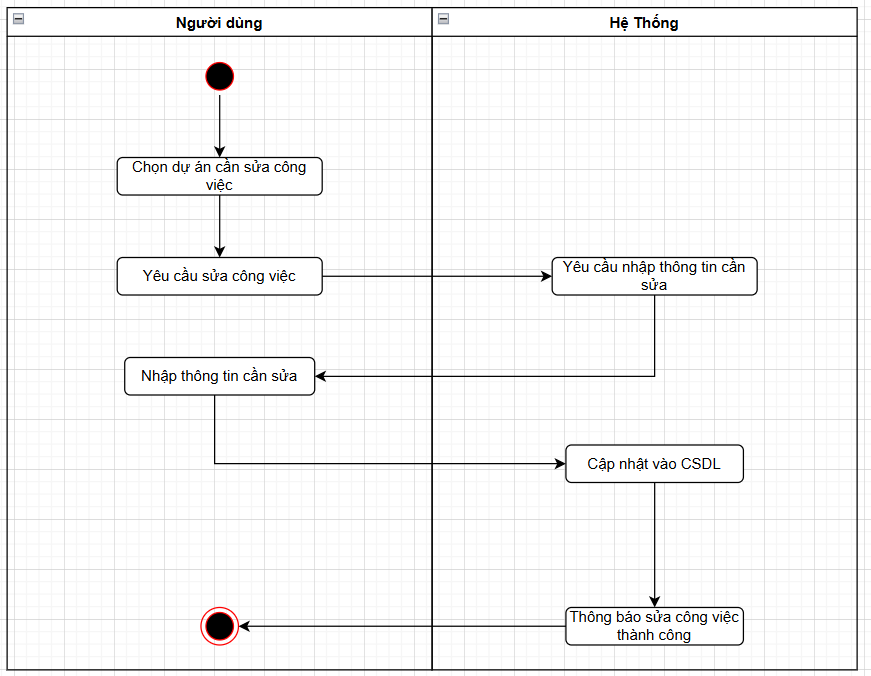 Người dùng
Hệ Thống
Chọn dự án cần sửa công
việc
Yêu cầu sửa công việc
Yêu cầu nhập thông tin cần
sửa
Nhập thông tin cần sửa
Cập nhật vào CSDL
Thông báo sửa công việc
thành công